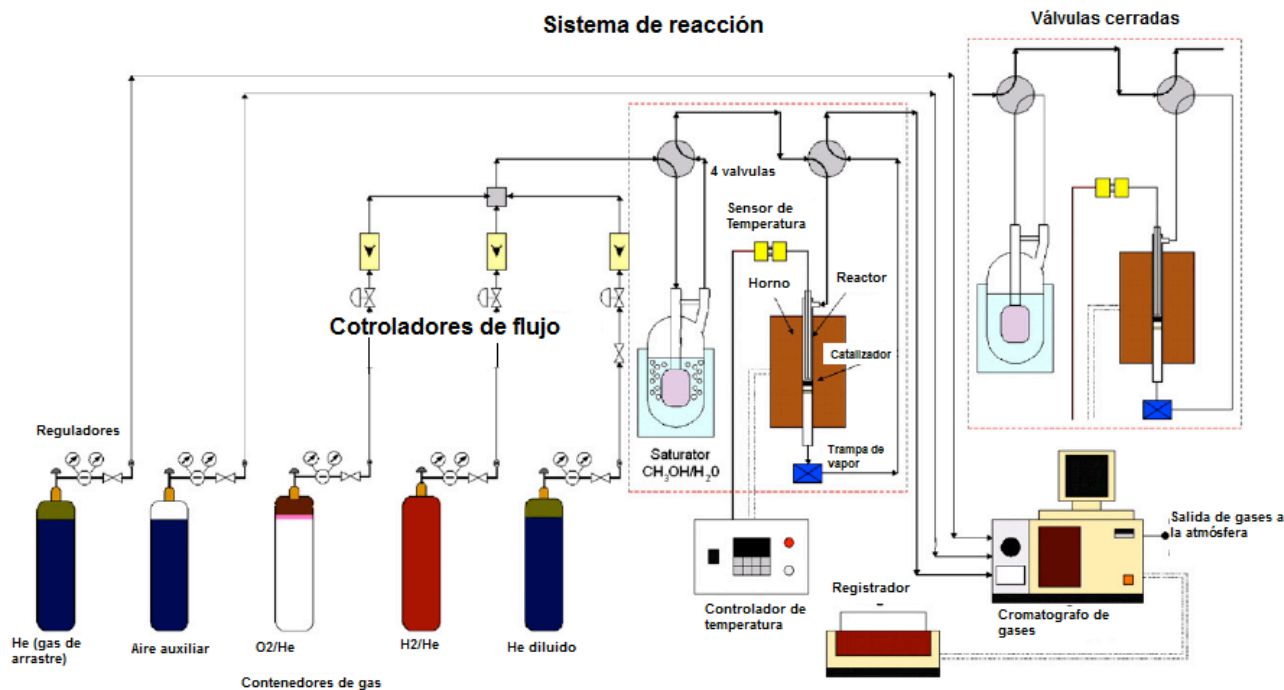 Sistema de reacción
Válvulas cerradas
4 valvulas
Sensor de
Temperatura
Horno
Reactor
Cotroladores de flujo
Catalizador
Reguladores
Saturator
CH3OH/H20
Trampa de
vapor
Salida de gases a
la atmósfera
Registrador
Controlador de
temperatura
Cromatografo de
gases
He (gas de
arrastre)
Aire auxiliar
O2/He
H2/He
He diluido
Contenedores de gas